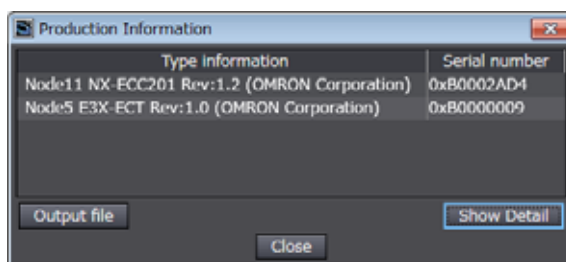 Production Information
Type information Serial number
Node11 NX-ECC201 Rev:1.2 (OMRON Corporation) 0xB0002AD4
Node5 E3X-ECT Rev:1.0 (OMRON Corporation) 0xB0000009
Output file Show Detail
Close